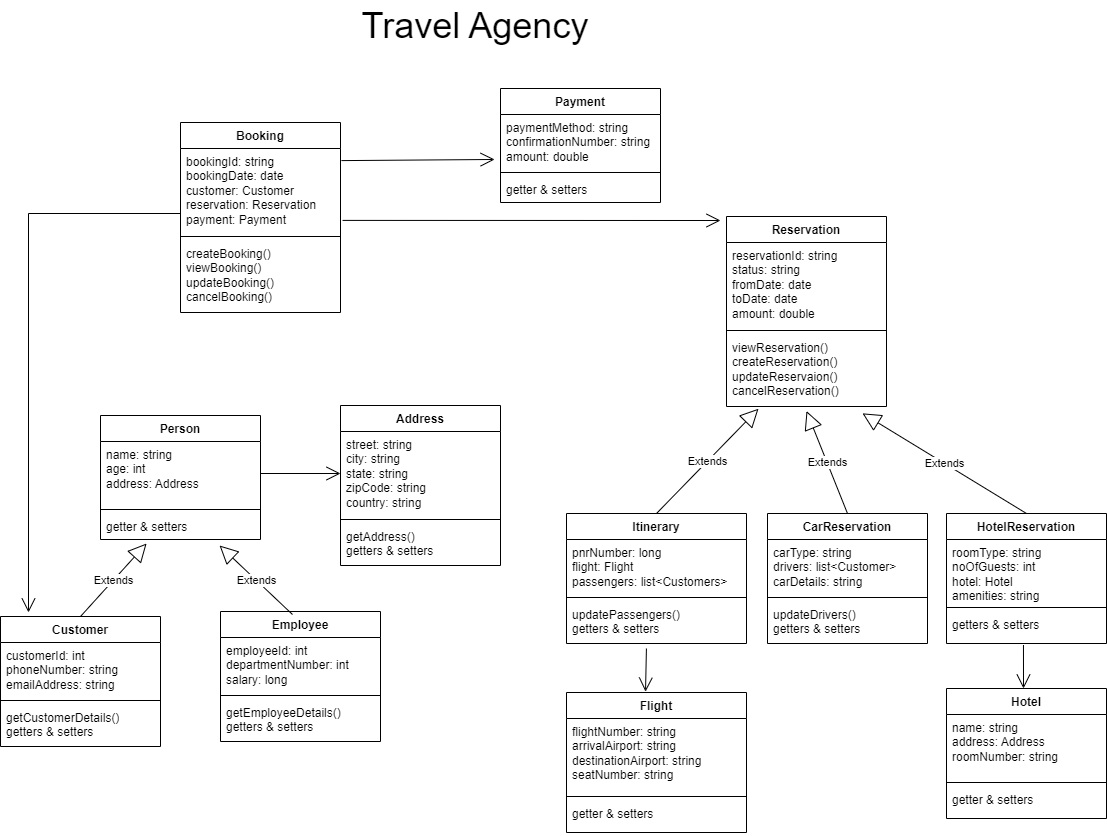 Travel Agency
Payment
paymentMethod: string
confirmationNumber: string
amount: double
getter & setters
Booking
bookingId: string
bookingDate: date
customer: Customer
reservation: Reservation
payment: Payment
createBooking()
viewBooking()
updateBooking()
cancelBooking()
Reservation
reservationId: string
status: string
fromDate: date
toDate: date
amount: double
viewReservation()
createReservation()
updateReservaion()
cancelReservation()
Person
name: string
age: int
address: Address
getter & setters
Address
street: string
city: string
state: string
zipCode: string
country: string
getAddress()
getters & setters
Extends
Extends
Extends
Extends
Extends
Customer
customerId: int
phoneNumber: string
emailAddress: string
getCustomerDetails()
getters & setters
Employee
employeeId: int
departmentNumber: int
salary: long
getEmployeeDetails()
getters & setters
Itinerary
pnrNumber: long
flight: Flight
passengers: list<Customers>
updatePassengers()
getters & setters
CarReservation
carType: string
drivers: list<Customer>
carDetails: string
updateDrivers()
getters & setters
HotelReservation
roomType: string
noOfGuests: int
hotel: Hotel
amenities: string
getters & setters
Flight
flightNumber: string
arrivalAirport: string
destinationAirport: string
seatNumber: string
getter & setters
Hotel
name: string
address: Address
roomNumber: string
getter & setters